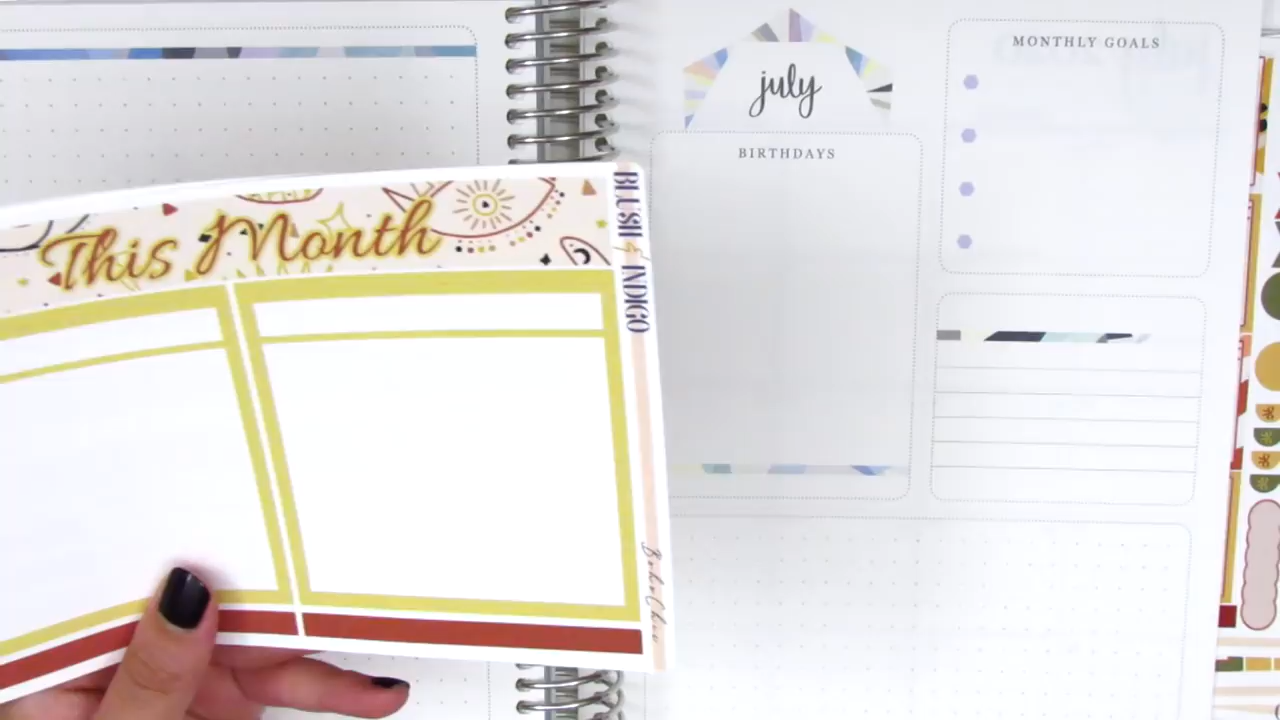 july
MONTHLY GOALS
BIRTHDAYS
This Month
BLUSH & INDIGO
Boho Chic